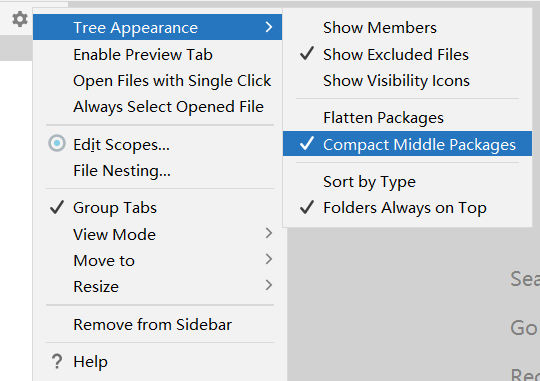 Tree Appearance
Enable Preview Tab
Open Files with Single Click
Always Select Opened File
Edit Scopes...
File Nesting...
Group Tabs
View Mode
Move to
Resize
Remove from Sidebar
? Help
Show Members
Show Excluded Files
Show Visibility Icons
Flatten Packages
Compact Middle Packages
Sort by Type
Folders Always on Top
Go